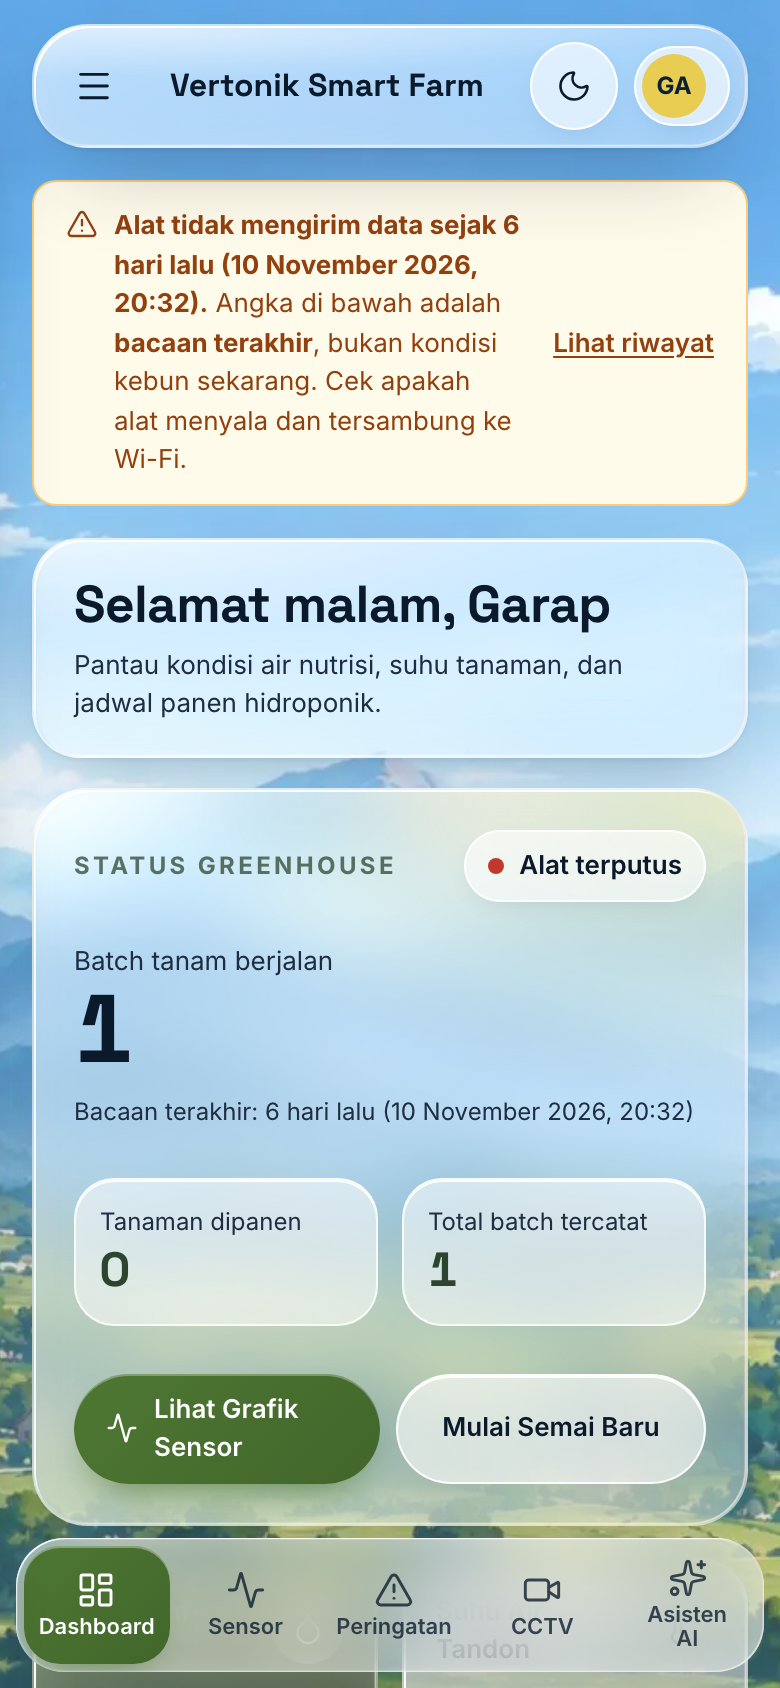 Vertonik Smart Farm
GA
Alat tidak mengirim data sejak 6
hari lalu (10 November 2026,
20:32). Angka di bawah adalah
bacaan terakhir, bukan kondisi
kebun sekarang. Cek apakah
alat menyala dan tersambung ke
Wi-Fi.
Lihat riwayat
Selamat malam, Garap
Pantau kondisi air nutrisi, suhu tanaman, dan
jadwal panen hidroponik.
STATUS GREENHOUSE
Alat terputus
Batch tanam berjalan
1
Bacaan terakhir: 6 hari lalu (10 November 2026, 20:32)
Tanaman dipanen
0
Total batch tercatat
1
Lihat Grafik
Sensor
Mulai Semai Baru
Dashboard
Sensor
Peringatan
CCTV
Asisten
AI
Suhu
Tandon